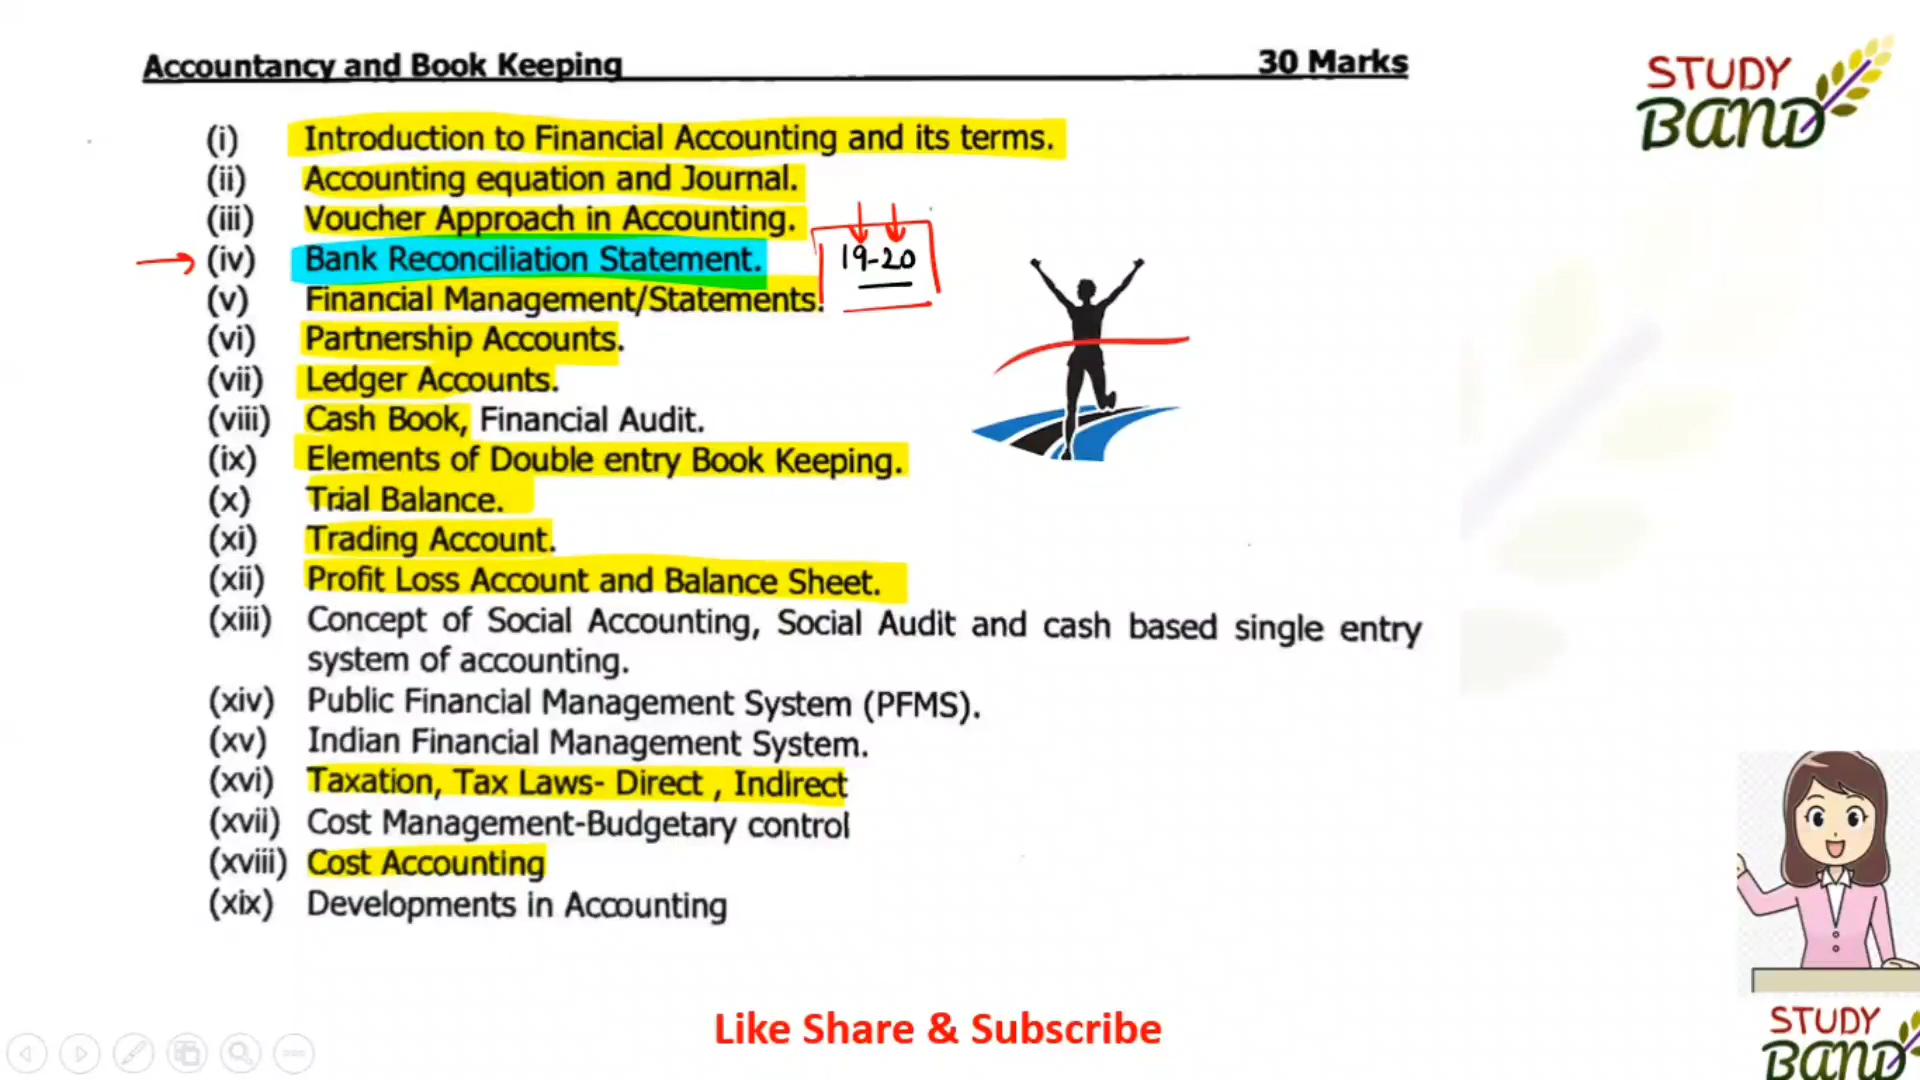 Accountancy and Book Keeping 30 Marks
STUDY
BAND
(i) Introduction to Financial Accounting and its terms.
(ii) Accounting equation and Journal.
(iii) Voucher Approach in Accounting.
(iv) Bank Reconciliation Statement. 19-20
(v) Financial Management/Statements.
(vi) Partnership Accounts.
(vii) Ledger Accounts.
(viii) Cash Book, Financial Audit.
(ix) Elements of Double entry Book Keeping.
(x) Trial Balance.
(xi) Trading Account.
(xii) Profit Loss Account and Balance Sheet.
(xiii) Concept of Social Accounting, Social Audit and cash based single entry
system of accounting.
(xiv) Public Financial Management System (PFMS).
(xv) Indian Financial Management System.
(xvi) Taxation, Tax Laws- Direct , Indirect
(xvii) Cost Management-Budgetary control
(xviii) Cost Accounting
(xix) Developments in Accounting
Like Share & Subscribe
STUDY
BAND